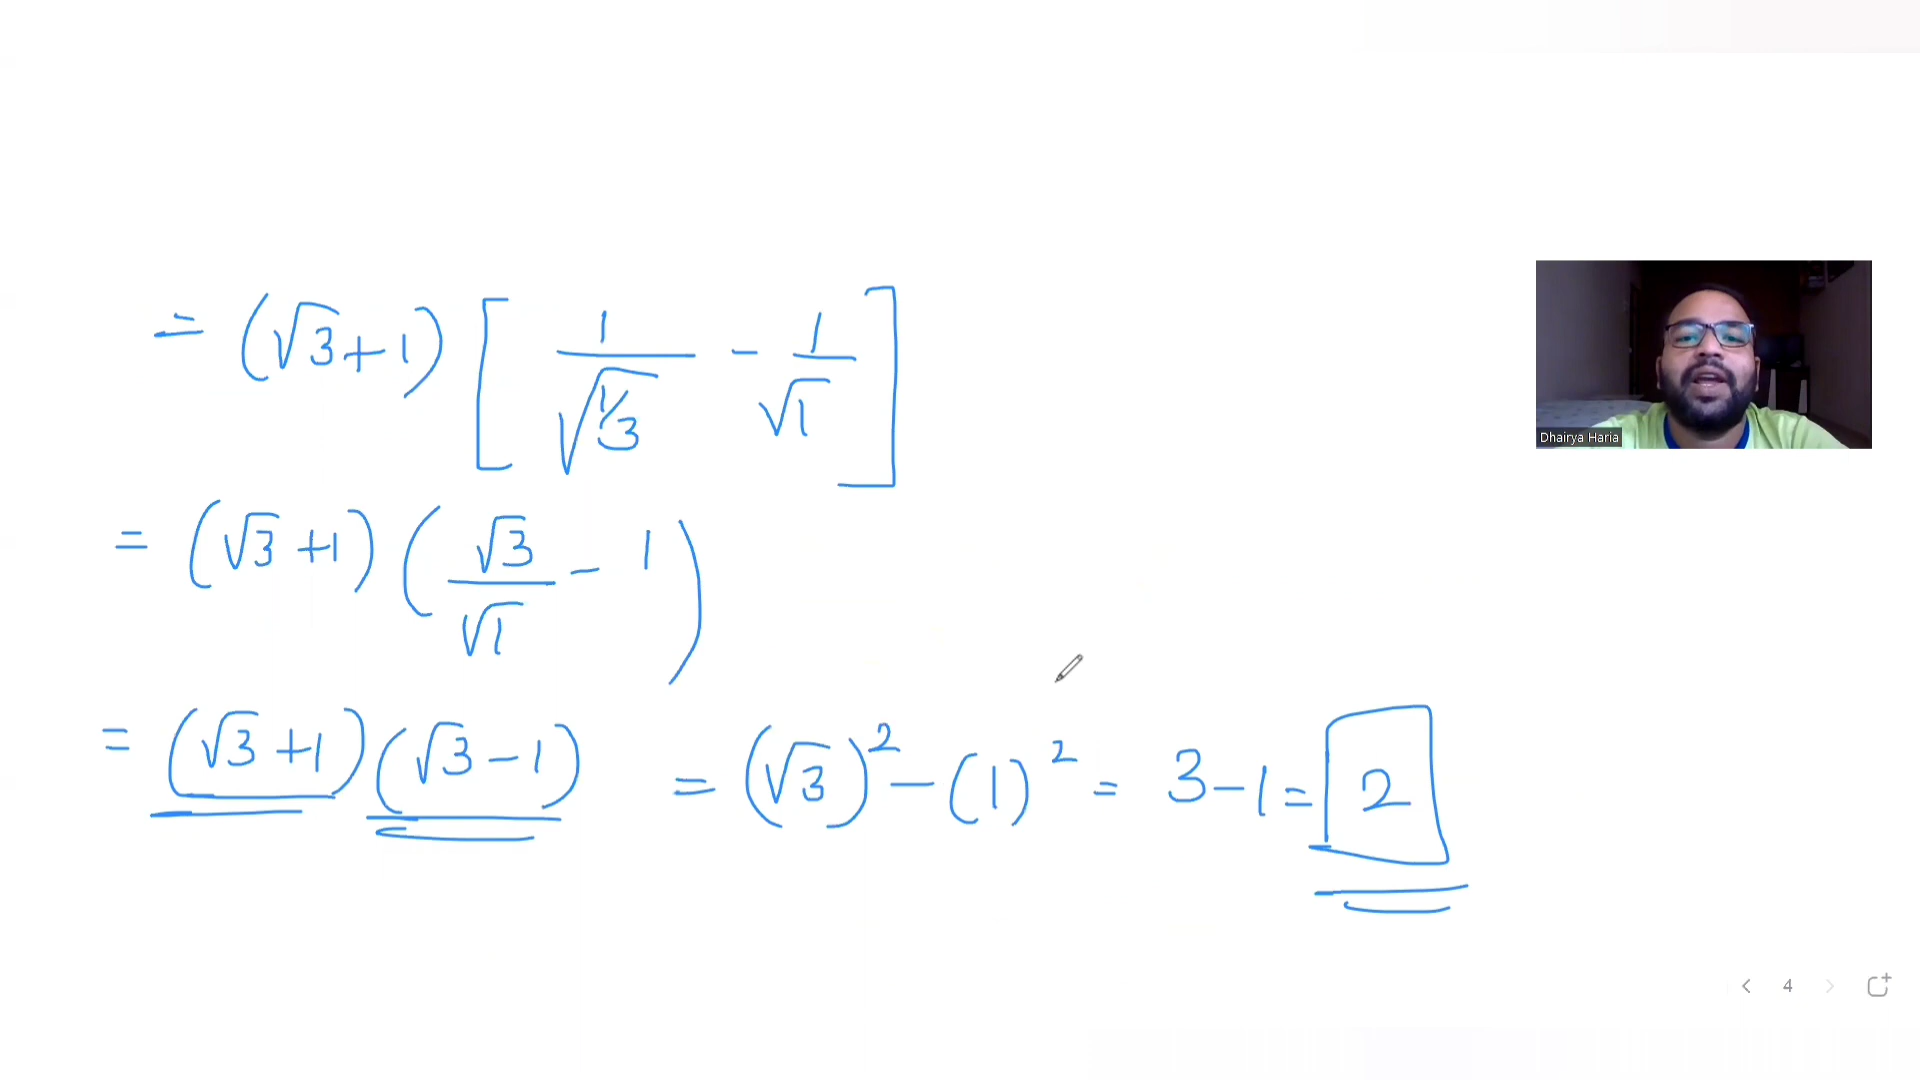 = (√3+1) [ 1/√(1/3) - 1/√1 ]
Dhairya Haria
= (√3+1) ( √3/√1 - 1 )
= (√3+1) (√3-1) = (√3)² - (1)² = 3-1 = 2
< 4 >